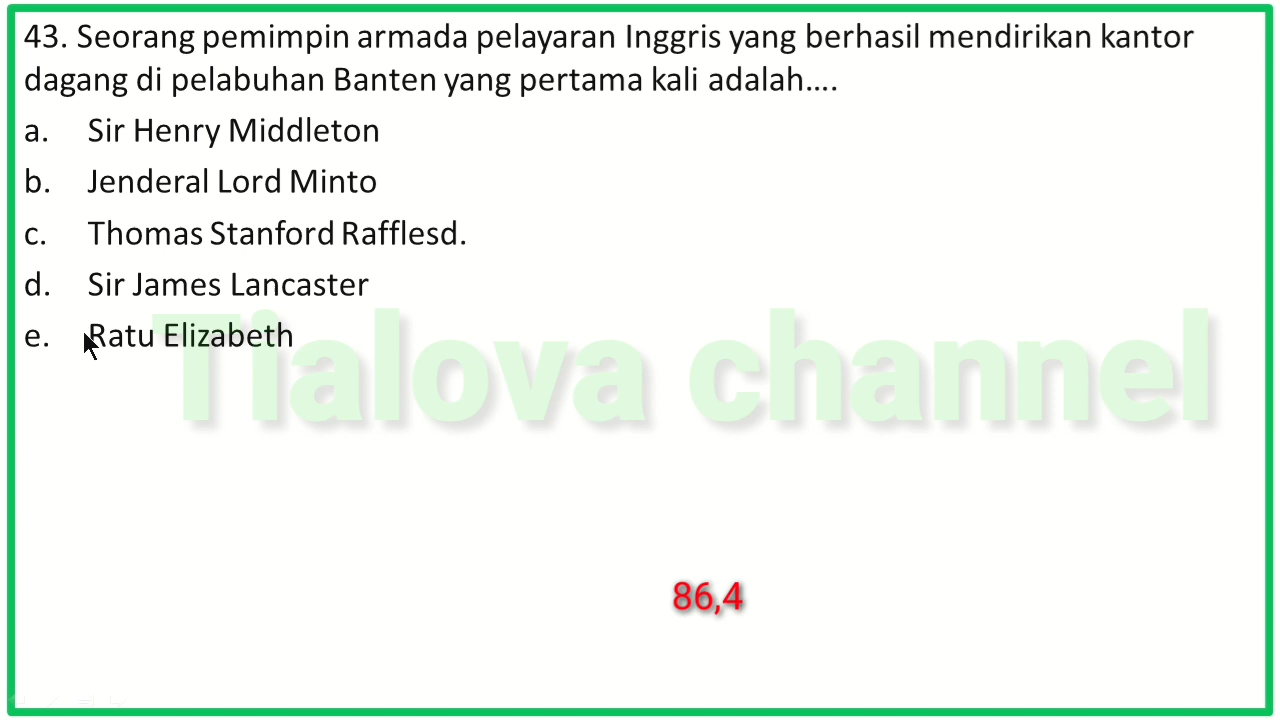 43. Seorang pemimpin armada pelayaran Inggris yang berhasil mendirikan kantor
dagang di pelabuhan Banten yang pertama kali adalah....
a. Sir Henry Middleton
b. Jenderal Lord Minto
c. Thomas Stanford Rafflesd.
d. Sir James Lancaster
e. Ratu Elizabeth
Tialova channel
86,4